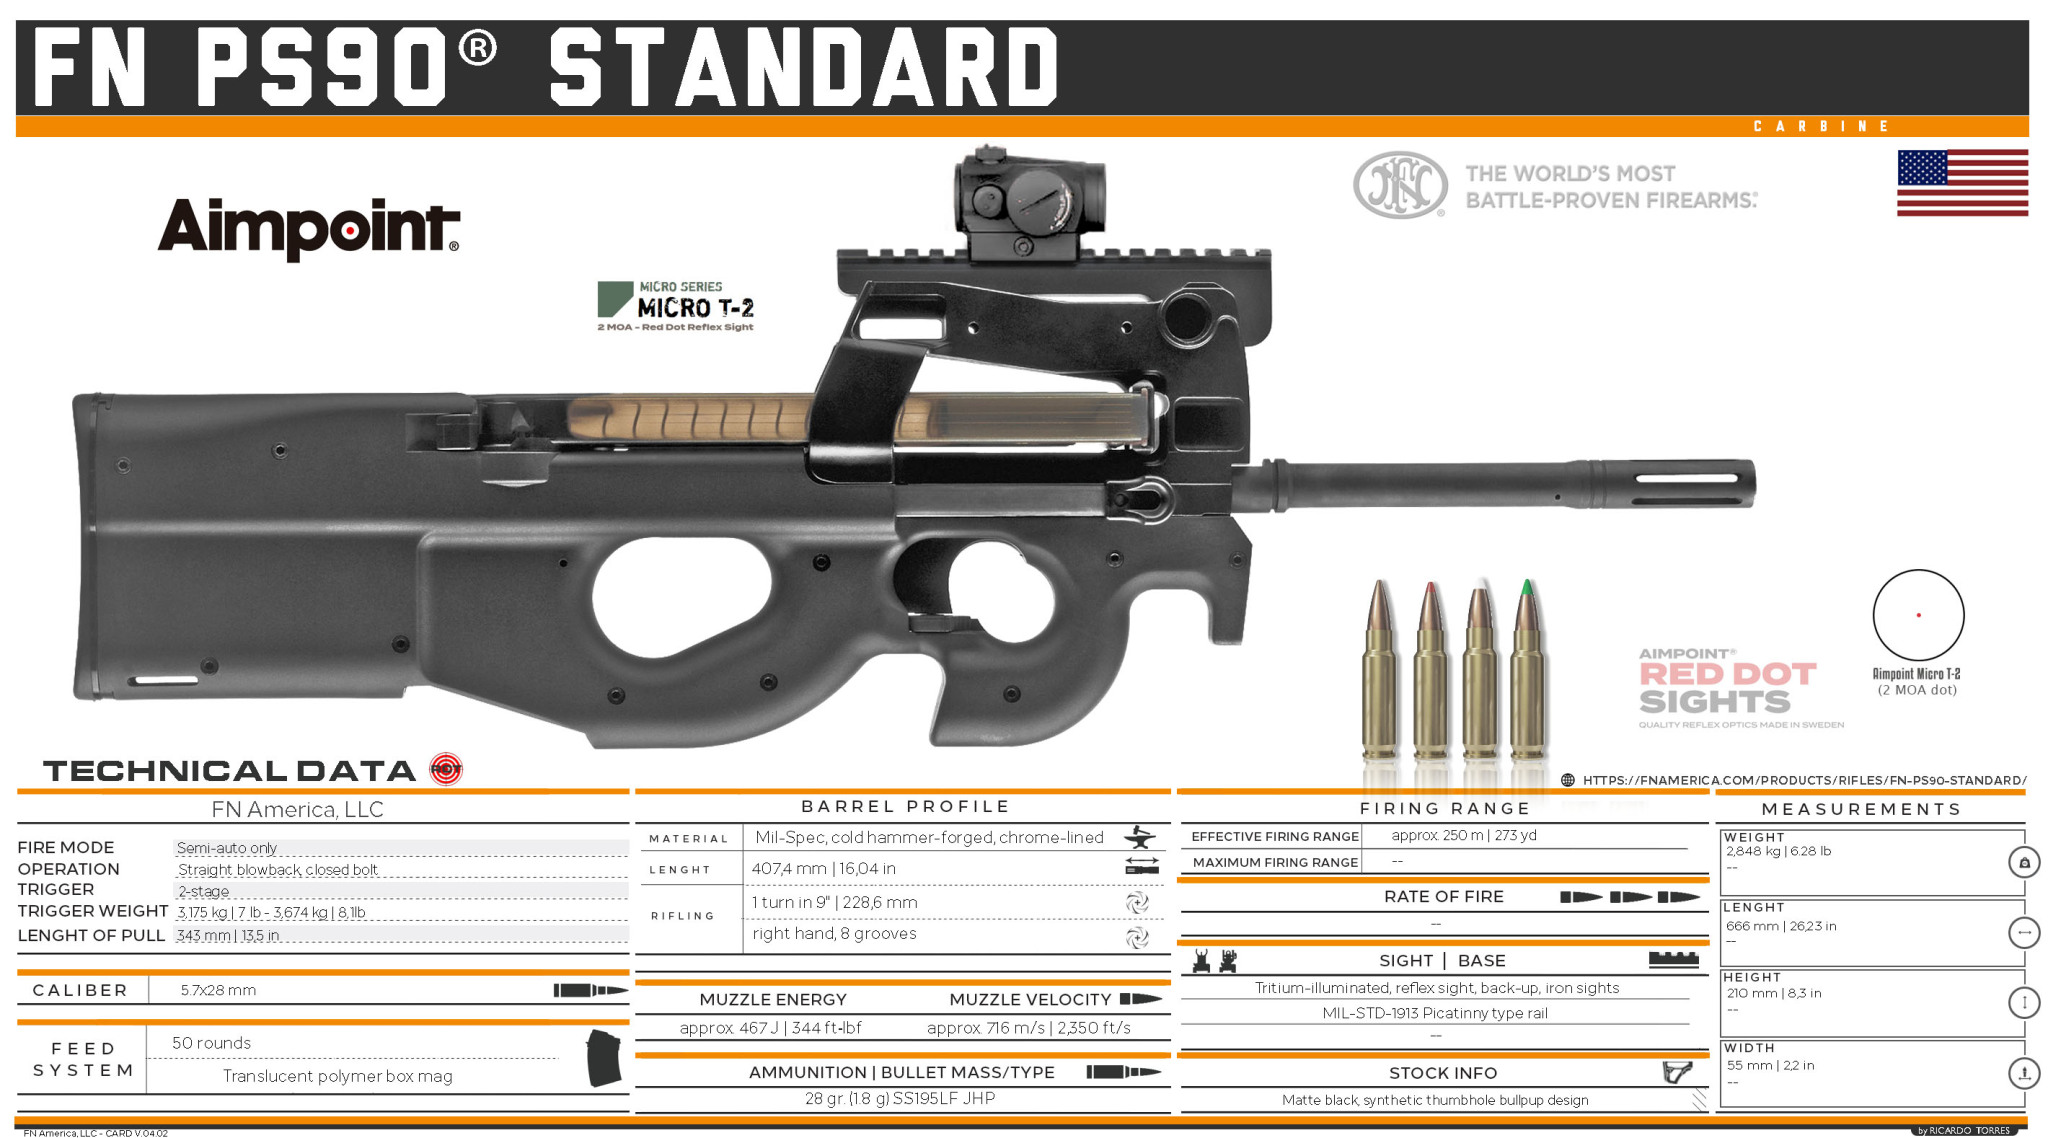 FN PS90® STANDARD
CARBINE
Aimpoint®
THE WORLD'S MOST
BATTLE-PROVEN FIREARMS.®
MICRO SERIES
MICRO T-2
2 MOA - Red Dot Reflex Sight
AIMPOINT®
RED DOT
SIGHTS
QUALITY REFLEX OPTICS MADE IN SWEDEN
Aimpoint Micro T-2
(2 MOA dot)
TECHNICAL DATA
HTTPS://FNAMERICA.COM/PRODUCTS/RIFLES/FN-PS90-STANDARD/
FN America, LLC
FIRE MODE Semi-auto only
OPERATION Straight blowback, closed bolt
TRIGGER 2-stage
TRIGGER WEIGHT 3,175 kg | 7 lb - 3,674 kg | 8,1lb
LENGHT OF PULL 343 mm | 13,5 in
CALIBER 5.7x28 mm
FEED SYSTEM 50 rounds
Translucent polymer box mag
BARREL PROFILE
MATERIAL Mil-Spec, cold hammer-forged, chrome-lined
LENGHT 407,4 mm | 16,04 in
RIFLING 1 turn in 9" | 228,6 mm
right hand, 8 grooves
MUZZLE ENERGY MUZZLE VELOCITY
approx. 467 J | 344 ft-lbf approx. 716 m/s | 2,350 ft/s
AMMUNITION | BULLET MASS/TYPE
28 gr. (1.8 g) SS195LF JHP
FIRING RANGE
EFFECTIVE FIRING RANGE approx. 250 m | 273 yd
MAXIMUM FIRING RANGE --
RATE OF FIRE
--
SIGHT | BASE
Tritium-illuminated, reflex sight, back-up, iron sights
MIL-STD-1913 Picatinny type rail
--
STOCK INFO
Matte black, synthetic thumbhole bullpup design
MEASUREMENTS
WEIGHT
2,848 kg | 6.28 lb
--
LENGHT
666 mm | 26,23 in
--
HEIGHT
210 mm | 8,3 in
--
WIDTH
55 mm | 2,2 in
--
FN America, LLC - CARD V.04.02
by RICARDO TORRES